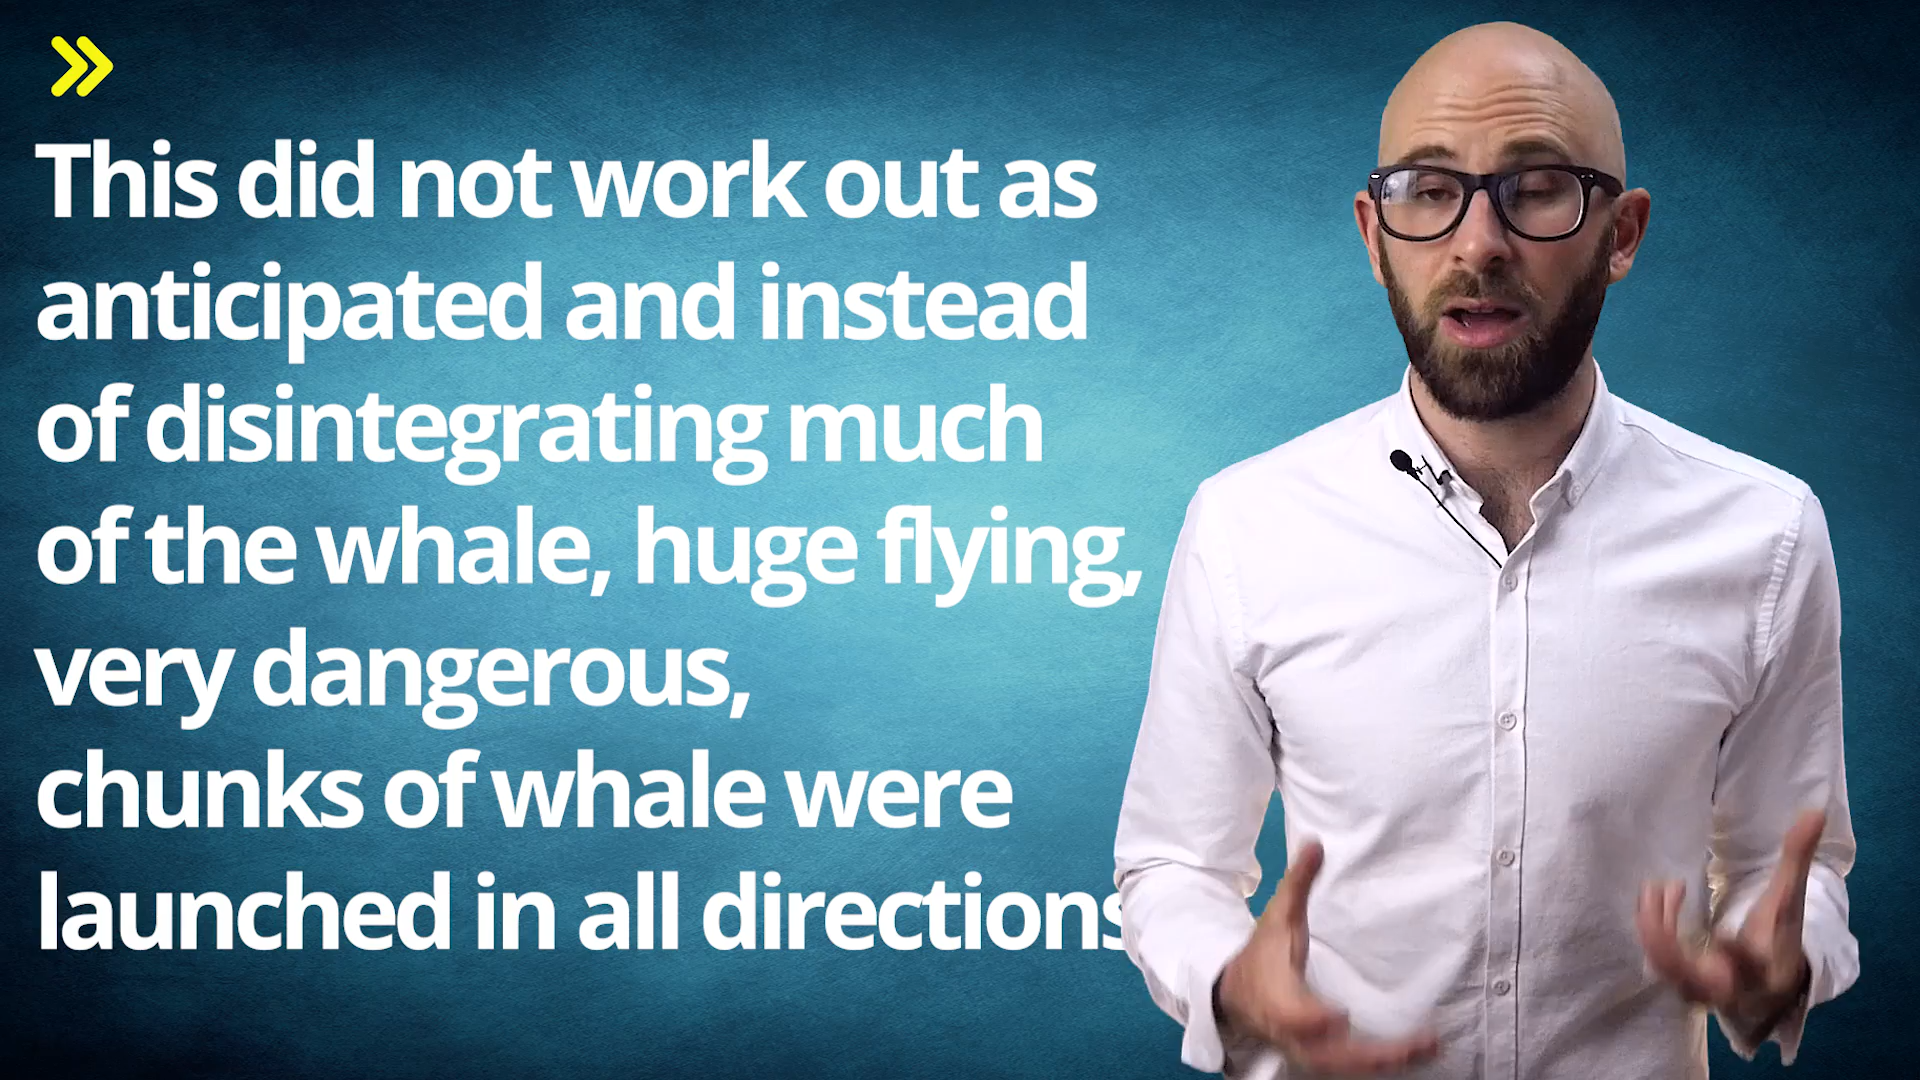 This did not work out as
anticipated and instead
of disintegrating much
of the whale, huge flying,
very dangerous,
chunks of whale were
launched in all directions